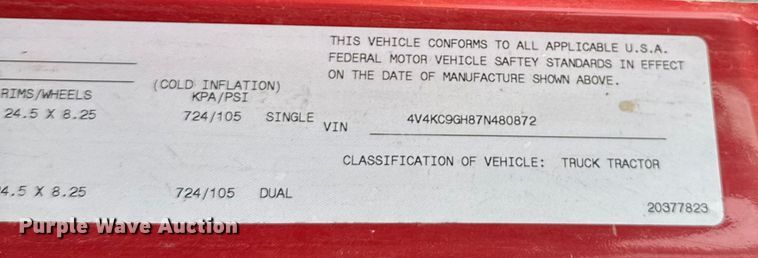 THIS VEHICLE CONFORMS TO ALL APPLICABLE U.S.A.
FEDERAL MOTOR VEHICLE SAFTEY STANDARDS IN EFFECT
ON THE DATE OF MANUFACTURE SHOWN ABOVE.
(COLD INFLATION)
RIMS/WHEELS KPA/PSI
24.5 X 8.25 724/105 SINGLE
VIN 4V4KC9GH87N480872
CLASSIFICATION OF VEHICLE: TRUCK TRACTOR
4.5 X 8.25 724/105 DUAL
20377823
Purple Wave Auction